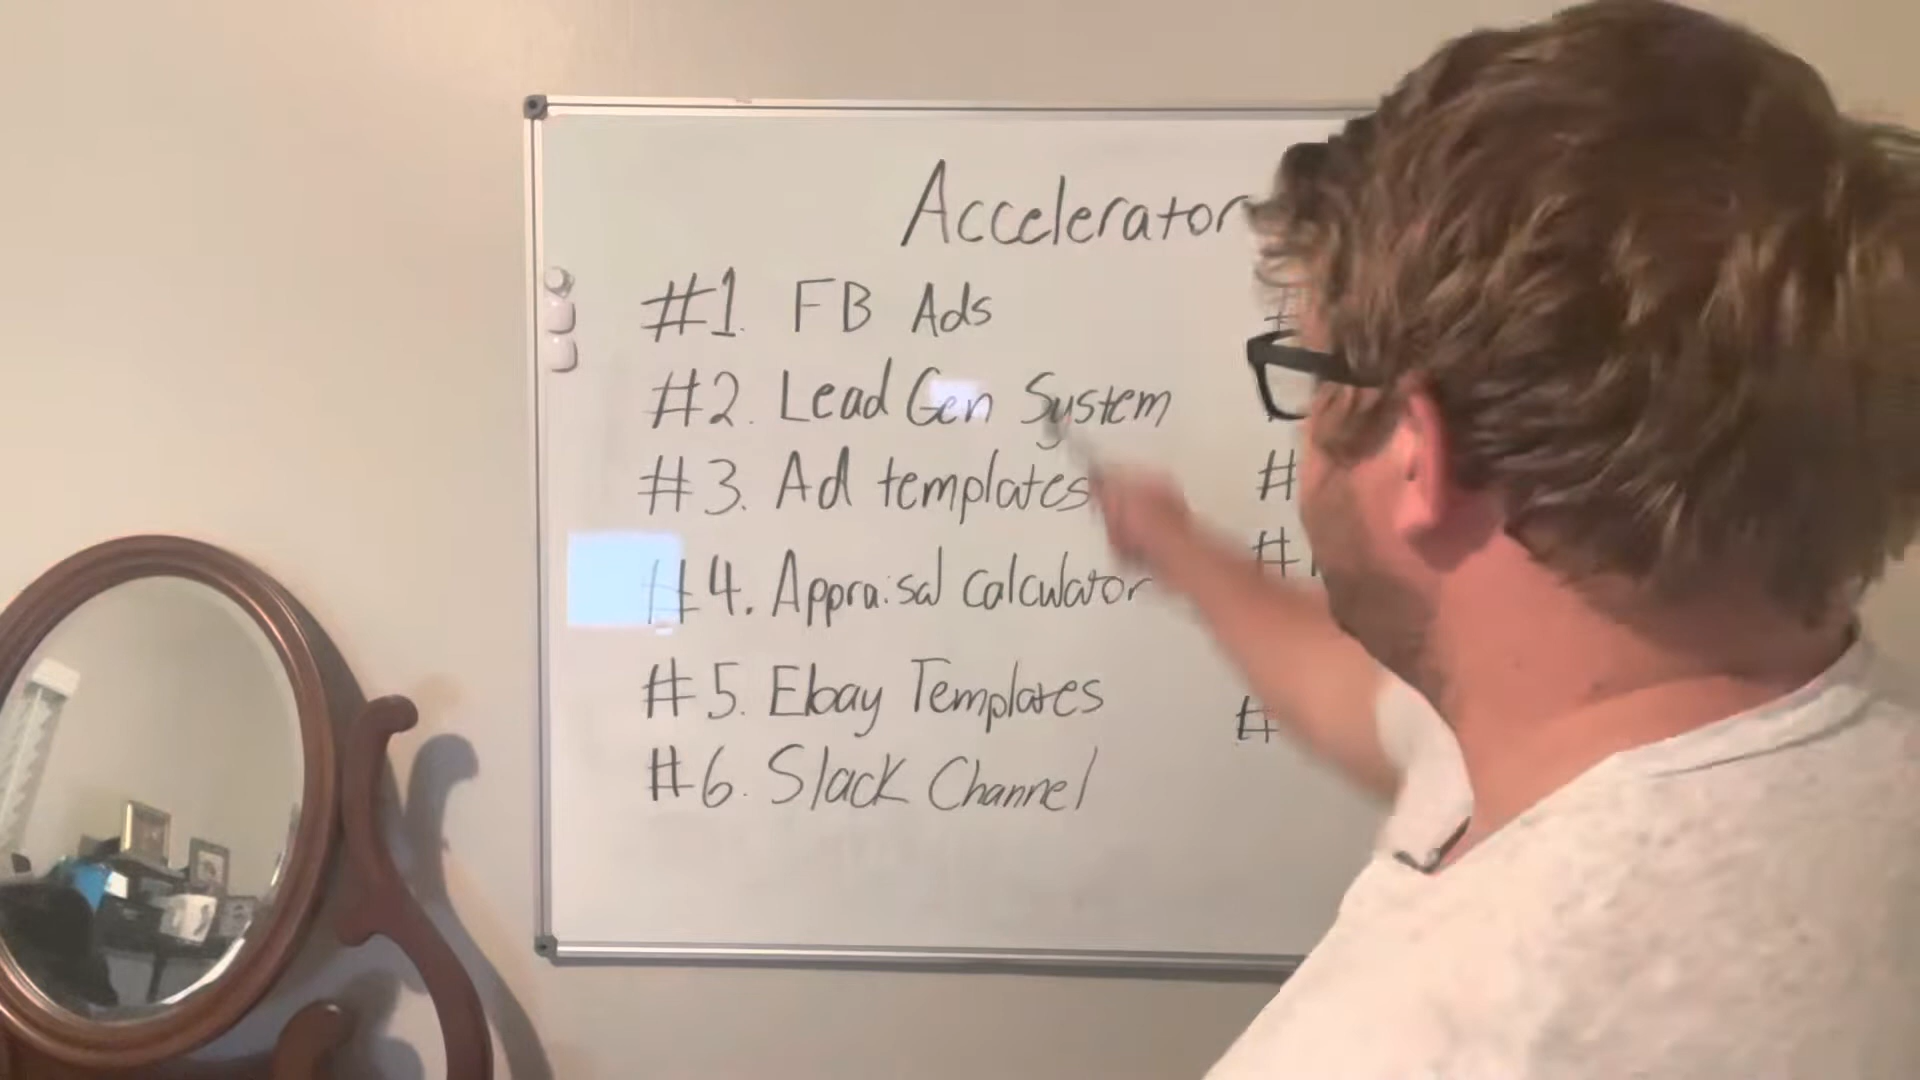 Accelerator
#1. FB Ads
#2. Lead Gen System
#3. Ad templates
#4. Appraisal calculator
#5. Ebay Templates
#6. Slack Channel
#
#
#
#